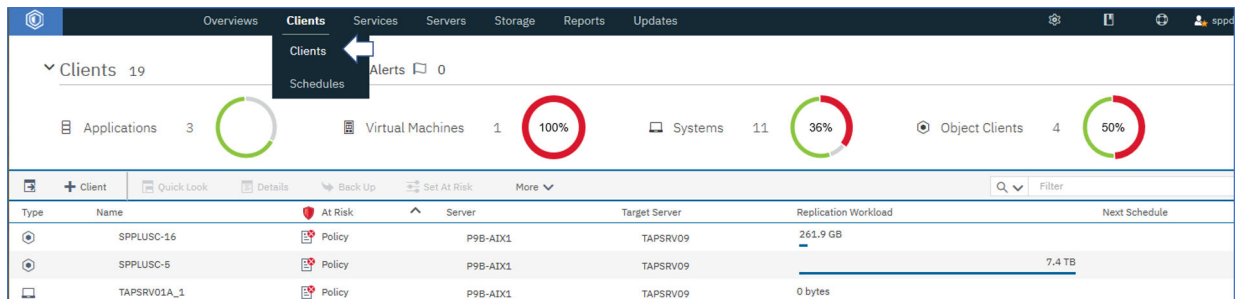 Overviews Clients Services Servers Storage Reports Updates sppd
Clients
Clients 19 Alerts 0
Schedules
Applications 3 Virtual Machines 1 100% Systems 11 36% Object Clients 4 50%
+ Client Quick Look Details Back Up Set At Risk More Filter
Type Name At Risk Server Target Server Replication Workload Next Schedule
SPPLUSC-16 Policy P9B-AIX1 TAPSRV09 261.9 GB
SPPLUSC-5 Policy P9B-AIX1 TAPSRV09 7.4 TB
TAPSRV01A_1 Policy P9B-AIX1 TAPSRV09 0 bytes